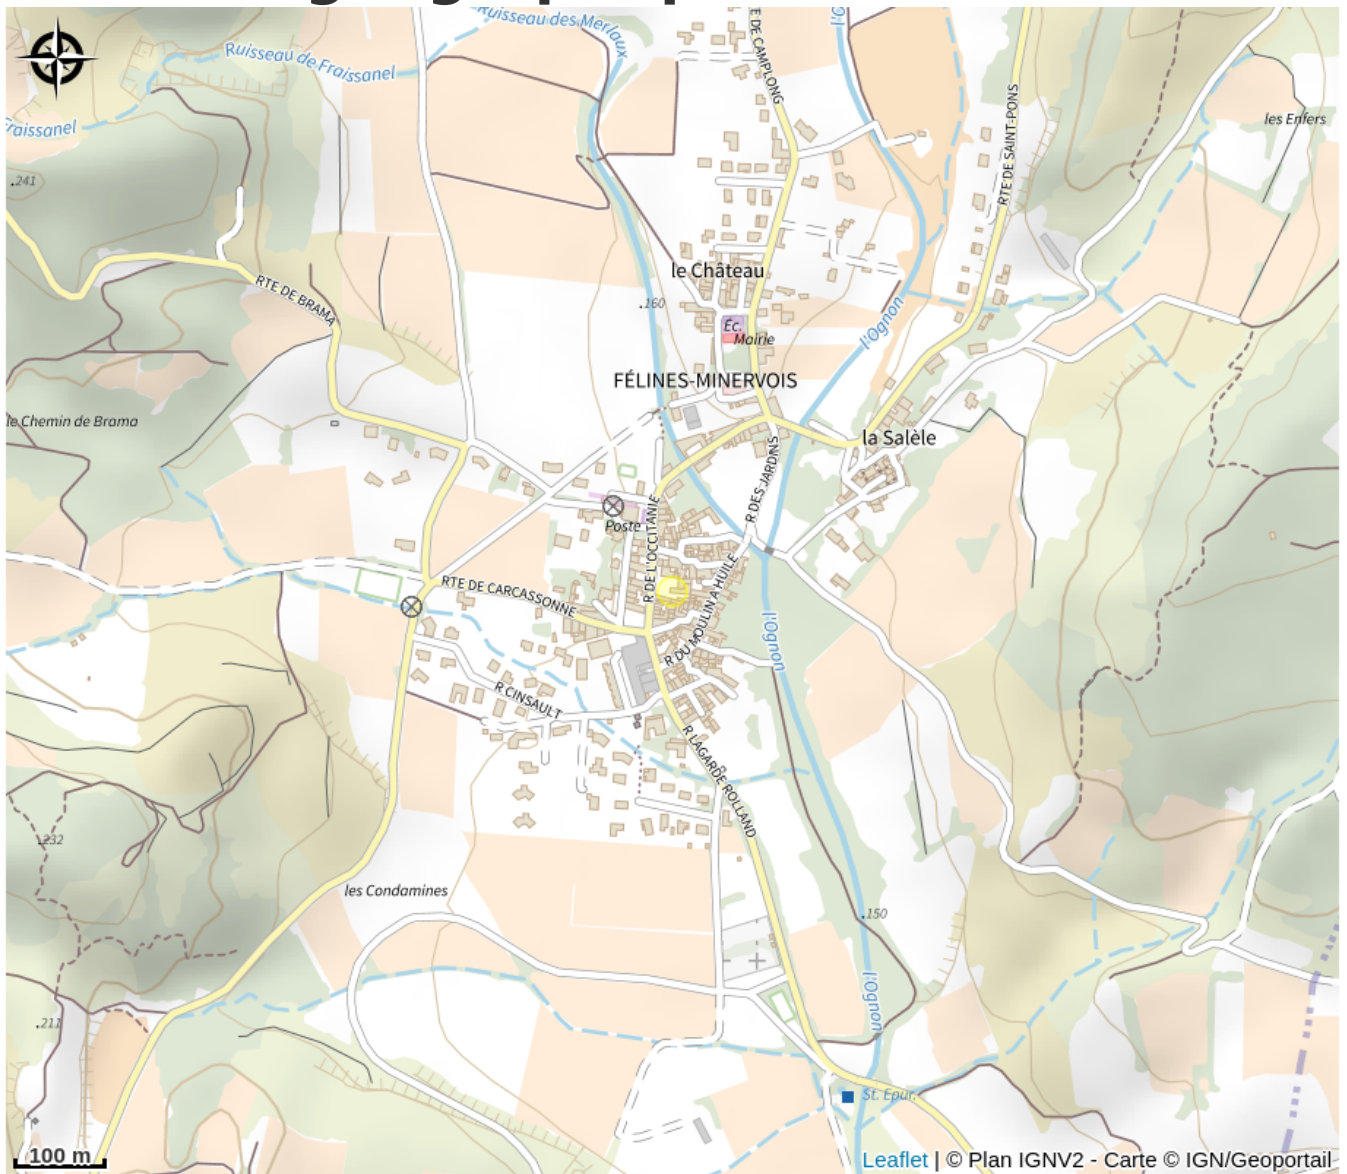 Ruisseau des Merlaux
Ruisseau de Fraissanel
Fraissanel
E DE CAMPLONG
RTE DE SAINT-PONS
les Enfers
.241
le Château
RTE DE BRAMA
.160
Éc.
Mairie
l'Ognon
FÉLINES-MINERVOIS
le Chemin de Brama
la Salèle
R DES JARDINS
Poste
R DE L'OCCITANIE
RTE DE CARCASSONNE
R DU MOULIN A HUILE
l'Ognon
R CINSAULT
R LAGARDE ROLLAND
.232
les Condamines
.150
l'Ognon
.211
St. Epur.
100 m
Leaflet | © Plan IGNV2 - Carte © IGN/Geoportail